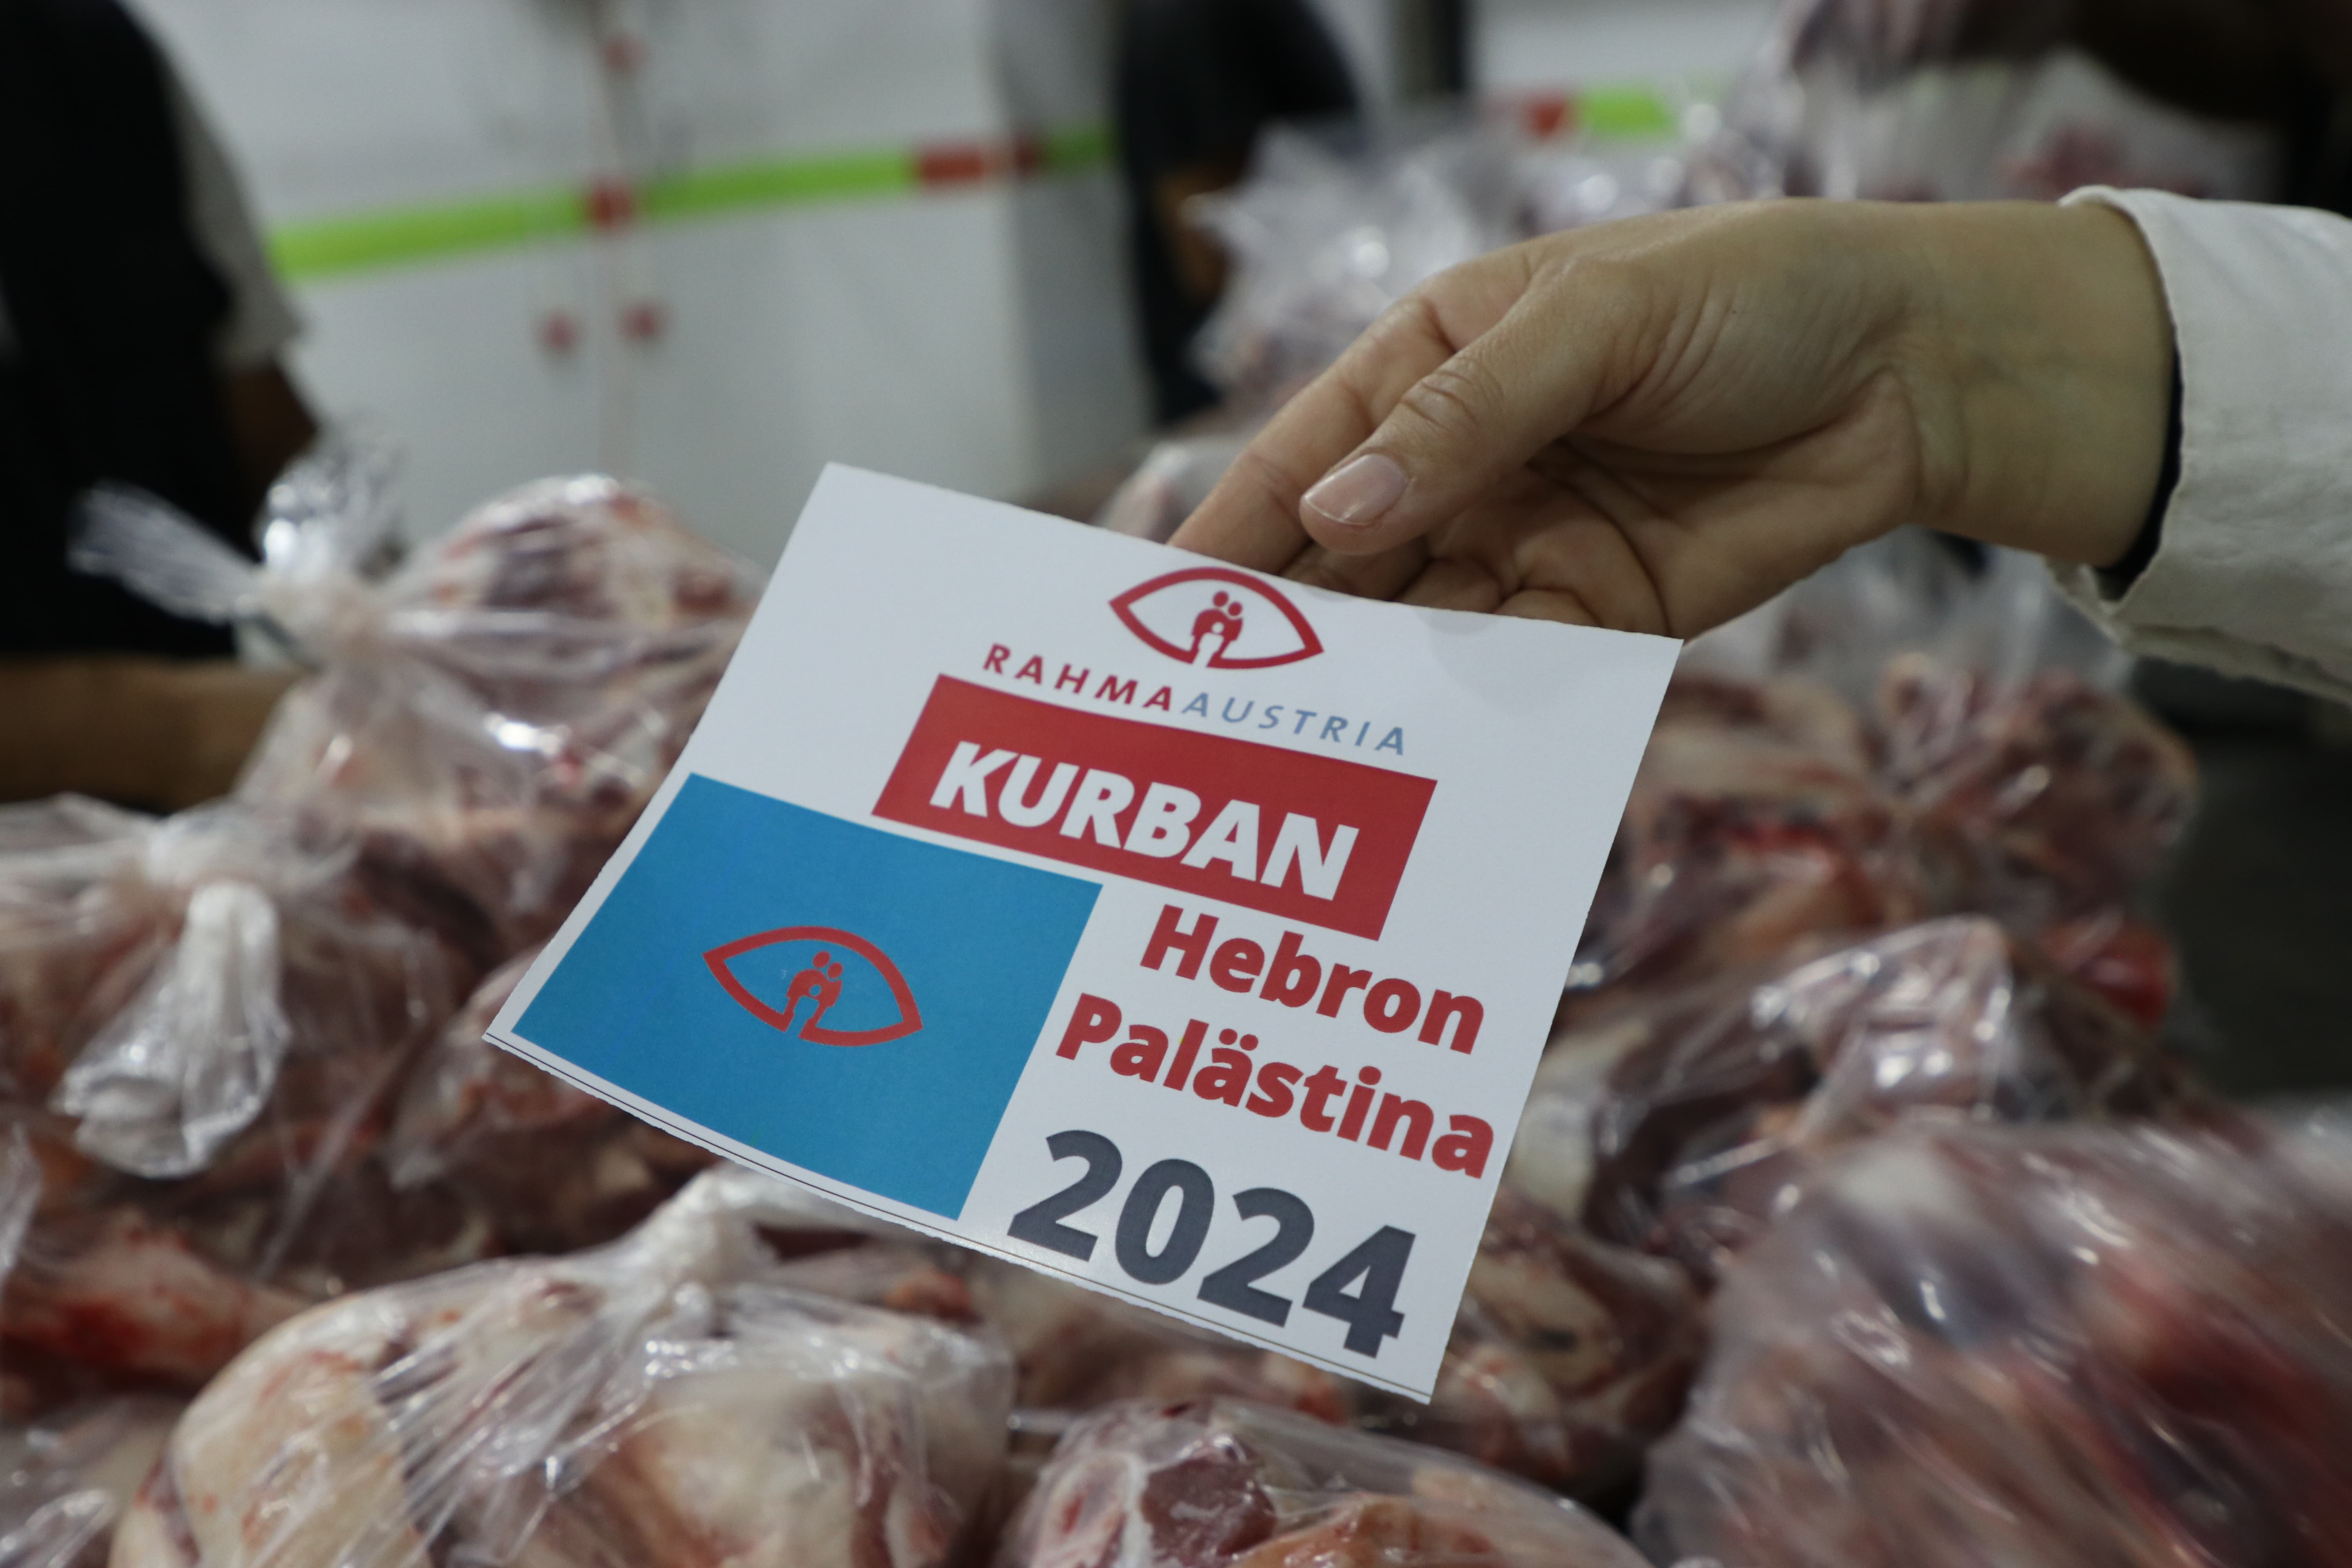 RAHMAAUSTRIA
KURBAN
Hebron
Palästina
2024